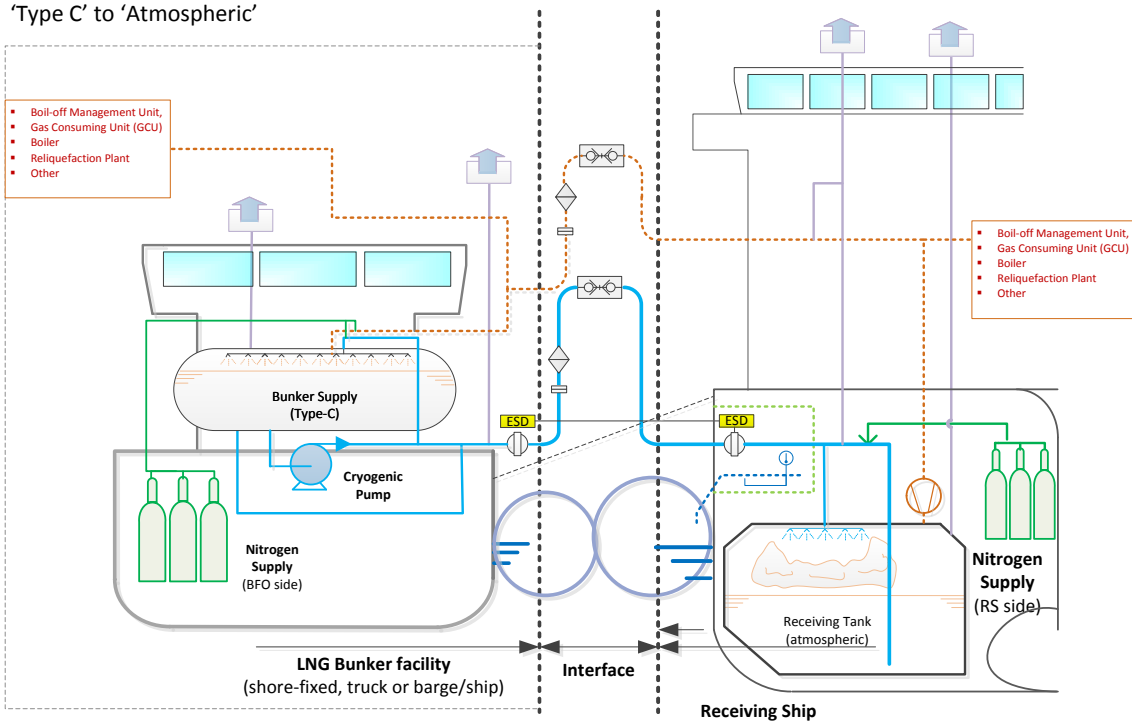 ‘Type C’ to ‘Atmospheric’
Boil-off Management Unit,
Gas Consuming Unit (GCU)
Boiler
Reliquefaction Plant
Other
Boil-off Management Unit,
Gas Consuming Unit (GCU)
Boiler
Reliquefaction Plant
Other
Bunker Supply
(Type-C)
ESD
ESD
Cryogenic
Pump
Nitrogen
Supply
(BFO side)
Nitrogen
Supply
(RS side)
Receiving Tank
(atmospheric)
LNG Bunker facility
(shore-fixed, truck or barge/ship)
Interface
Receiving Ship